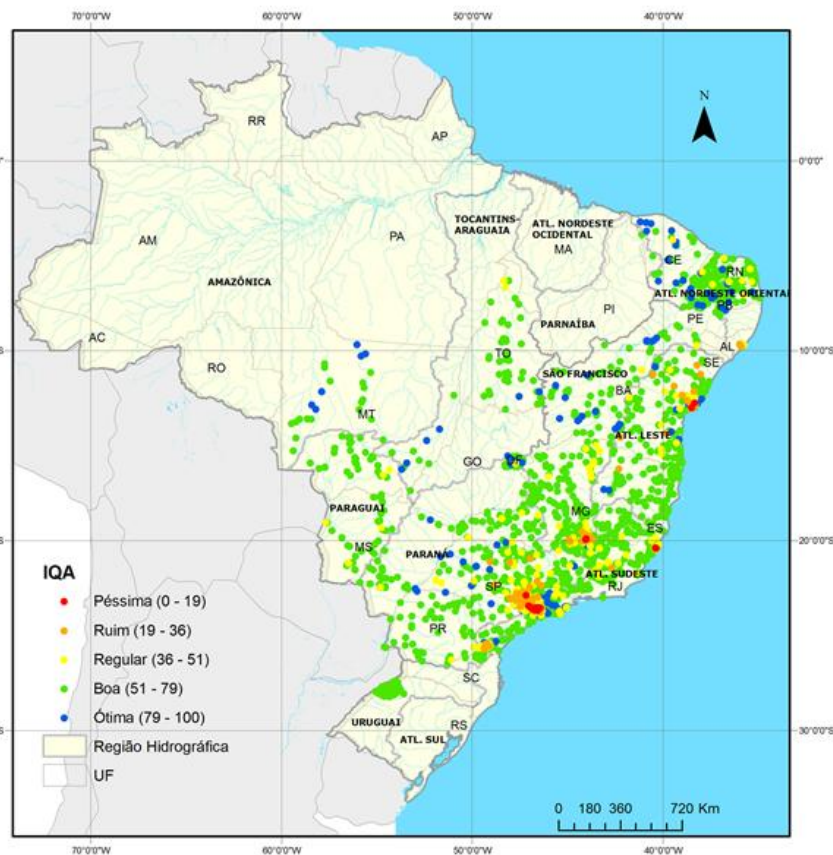 70°0'0"W 60°0'0"W 50°0'0"W 40°0'0"W
N
RR
AP
0°0'0"
TOCANTINS-
ARAGUAIA
ATL. NORDESTE
OCIDENTAL
MA
CE
RN
AM
PA
AMAZÔNICA
ATL. NORDESTE ORIENTAL
PB
PI
PARNAÍBA
PE
AC
RO
TO
AL
10°0'0"S
SE
SÃO FRANCISCO
BA
MT
ATL. LESTE
GO
DF
PARAGUAI
MG
ES
20°0'0"S
MS
PARANÁ
ATL. SUDESTE
SP
RJ
PR
SC
URUGUAI
RS
ATL. SUL
30°0'0"S
IQA
Péssima (0 - 19)
Ruim (19 - 36)
Regular (36 - 51)
Boa (51 - 79)
Ótima (79 - 100)
Região Hidrográfica
UF
0 180 360 720 Km
70°0'0"W 60°0'0"W 50°0'0"W 40°0'0"W